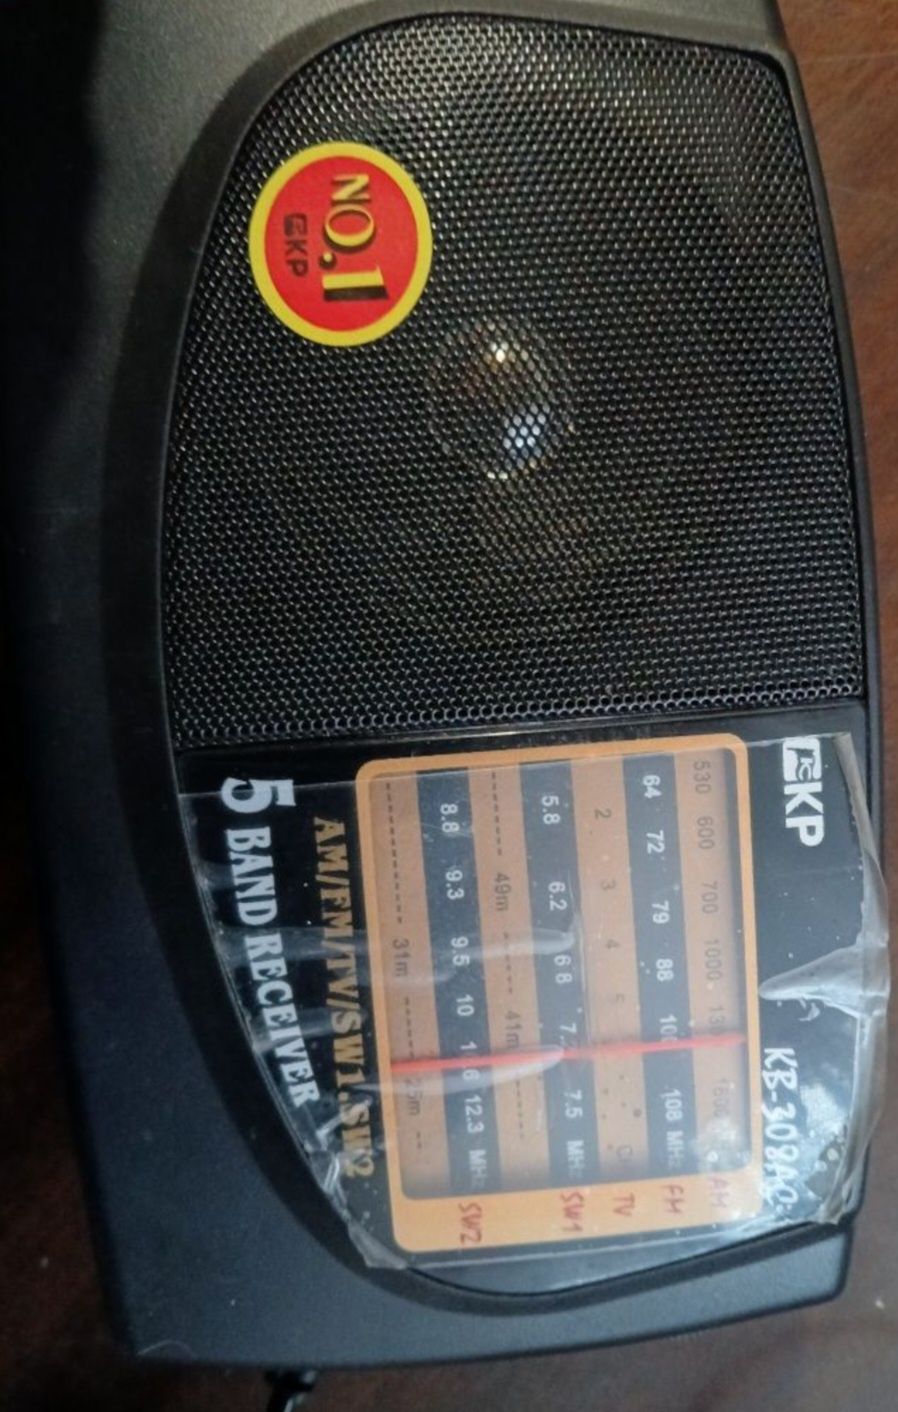 NO.1
KP
KP
KB-308AC
530 600 700 1000 1600 AM
64 72 79 88 108 MHz FM
2 3 4 5 TV
5.8 6.2 6.8 7.5 MHz SW1
49m 41m
8.8 9.3 9.5 10 12.3 MHz SW2
31m
AM/FM/TV/SW1.SW2
5 BAND RECEIVER